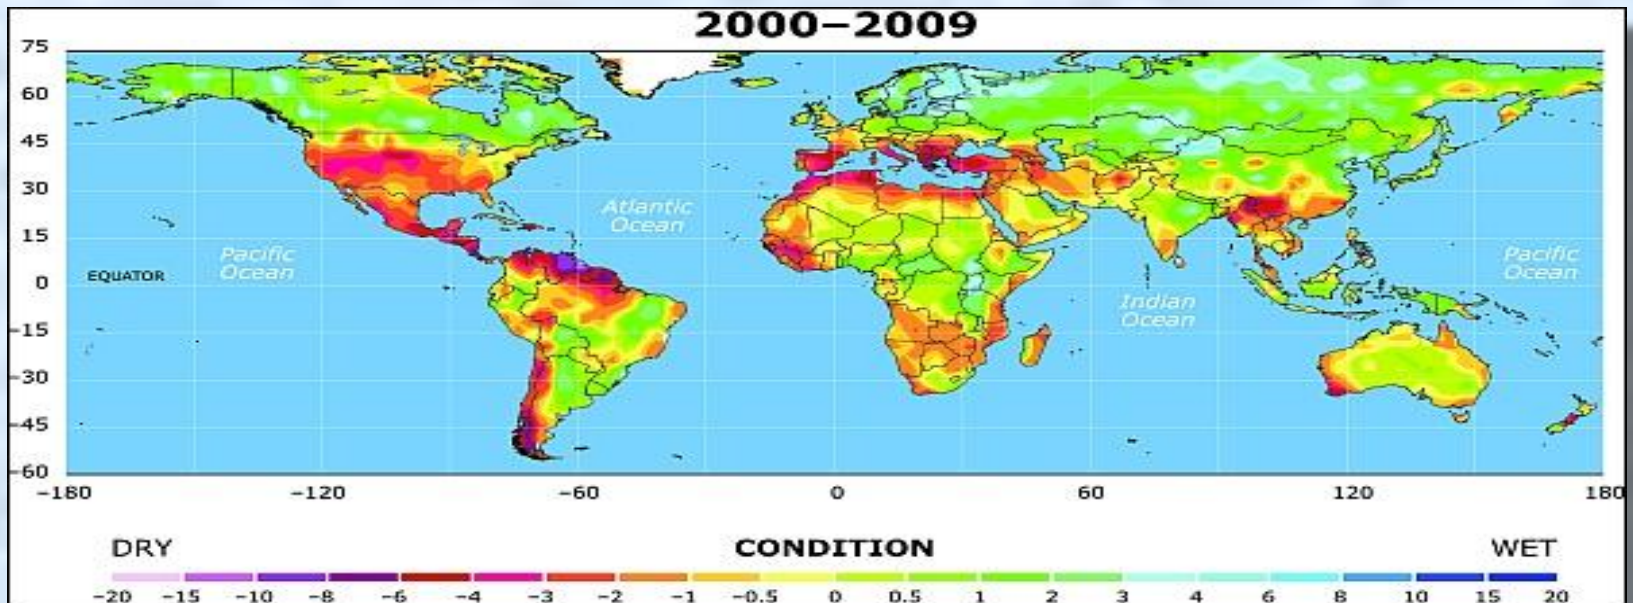 2000–2009
75
60
45
30
15
0
−15
−30
−45
−60
Atlantic
Ocean
Pacific
Ocean
EQUATOR
Pacific
Ocean
Indian
Ocean
−180 −120 −60 0 60 120 180
DRY CONDITION WET
−20 −15 −10 −8 −6 −4 −3 −2 −1 −0.5 0 0.5 1 2 3 4 6 8 10 15 20